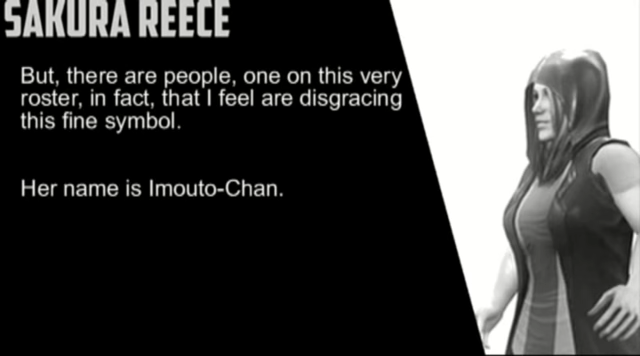 SAKURA REECE
But, there are people, one on this very
roster, in fact, that I feel are disgracing
this fine symbol.
Her name is Imouto-Chan.